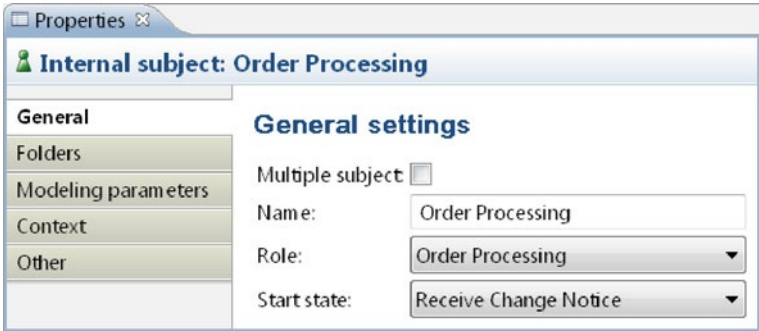 Properties
Internal subject: Order Processing
General
Folders
Modeling parameters
Context
Other
General settings
Multiple subject
Name: Order Processing
Role: Order Processing
Start state: Receive Change Notice